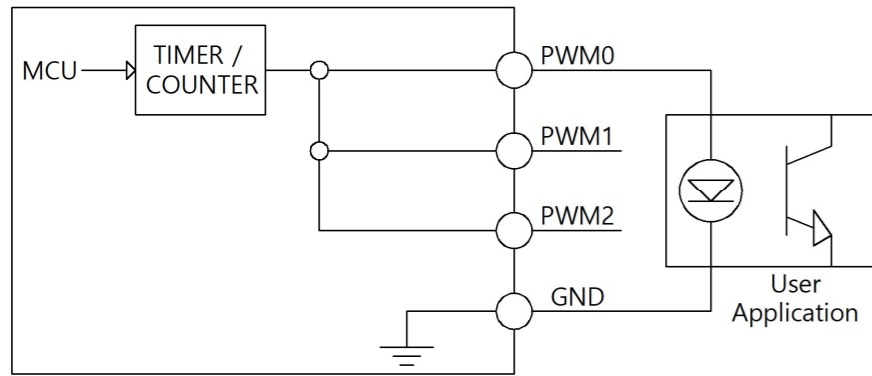 MCU
TIMER /
COUNTER
PWM0
PWM1
PWM2
GND
User
Application